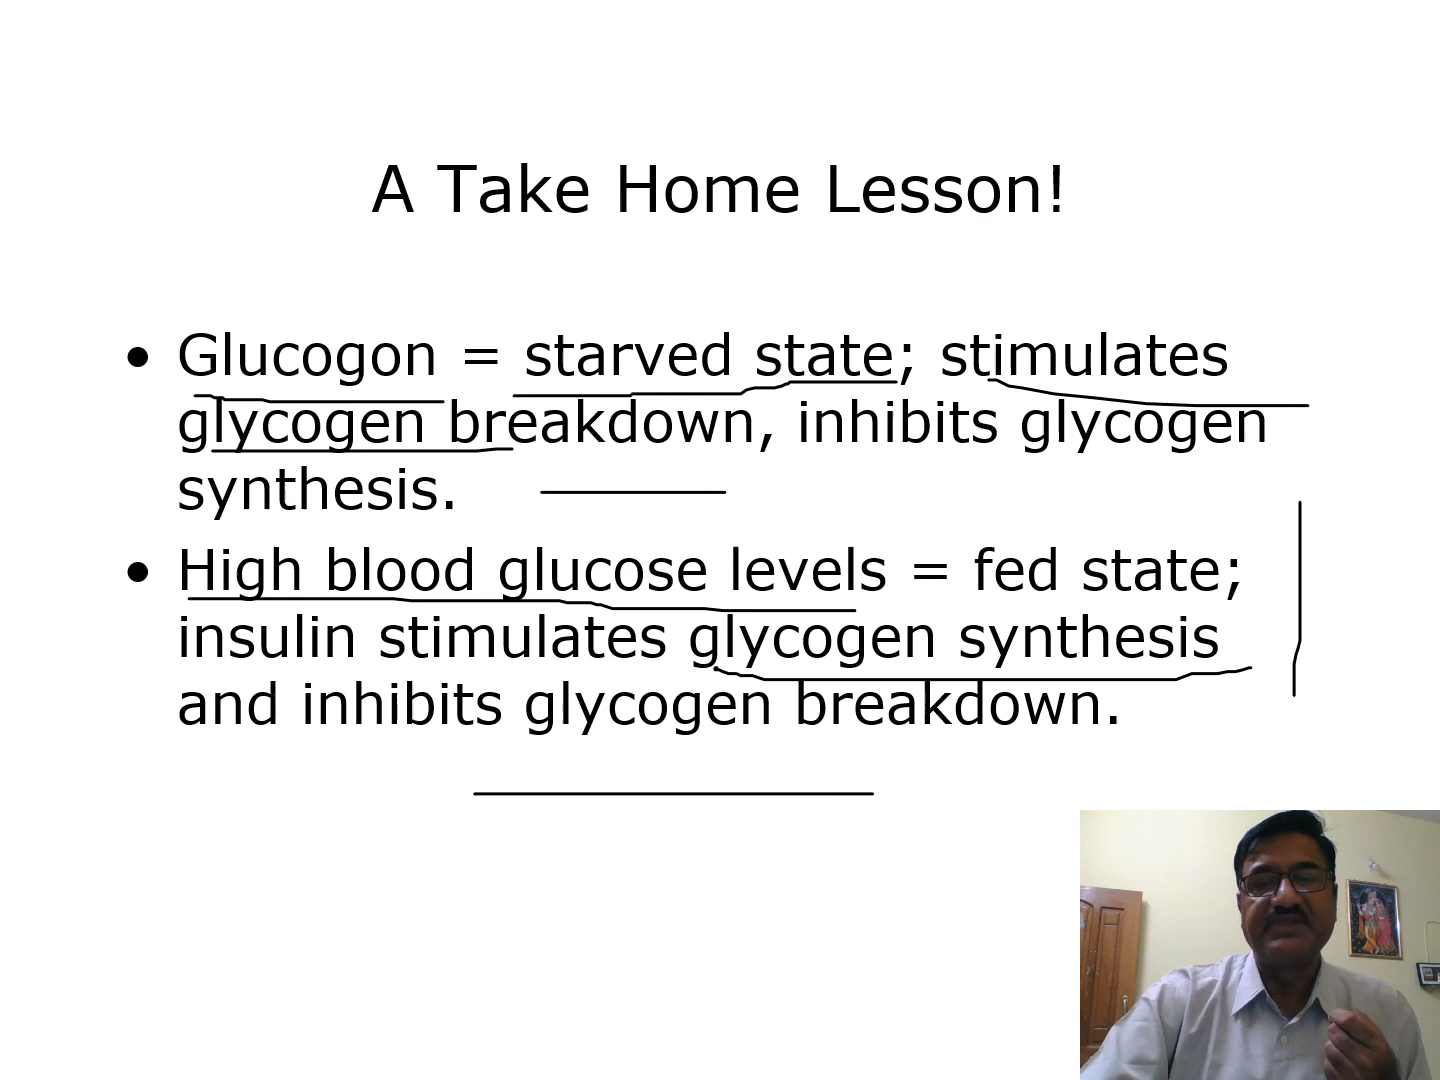 A Take Home Lesson!
• Glucogon = starved state; stimulates
glycogen breakdown, inhibits glycogen
synthesis.
• High blood glucose levels = fed state;
insulin stimulates glycogen synthesis
and inhibits glycogen breakdown.